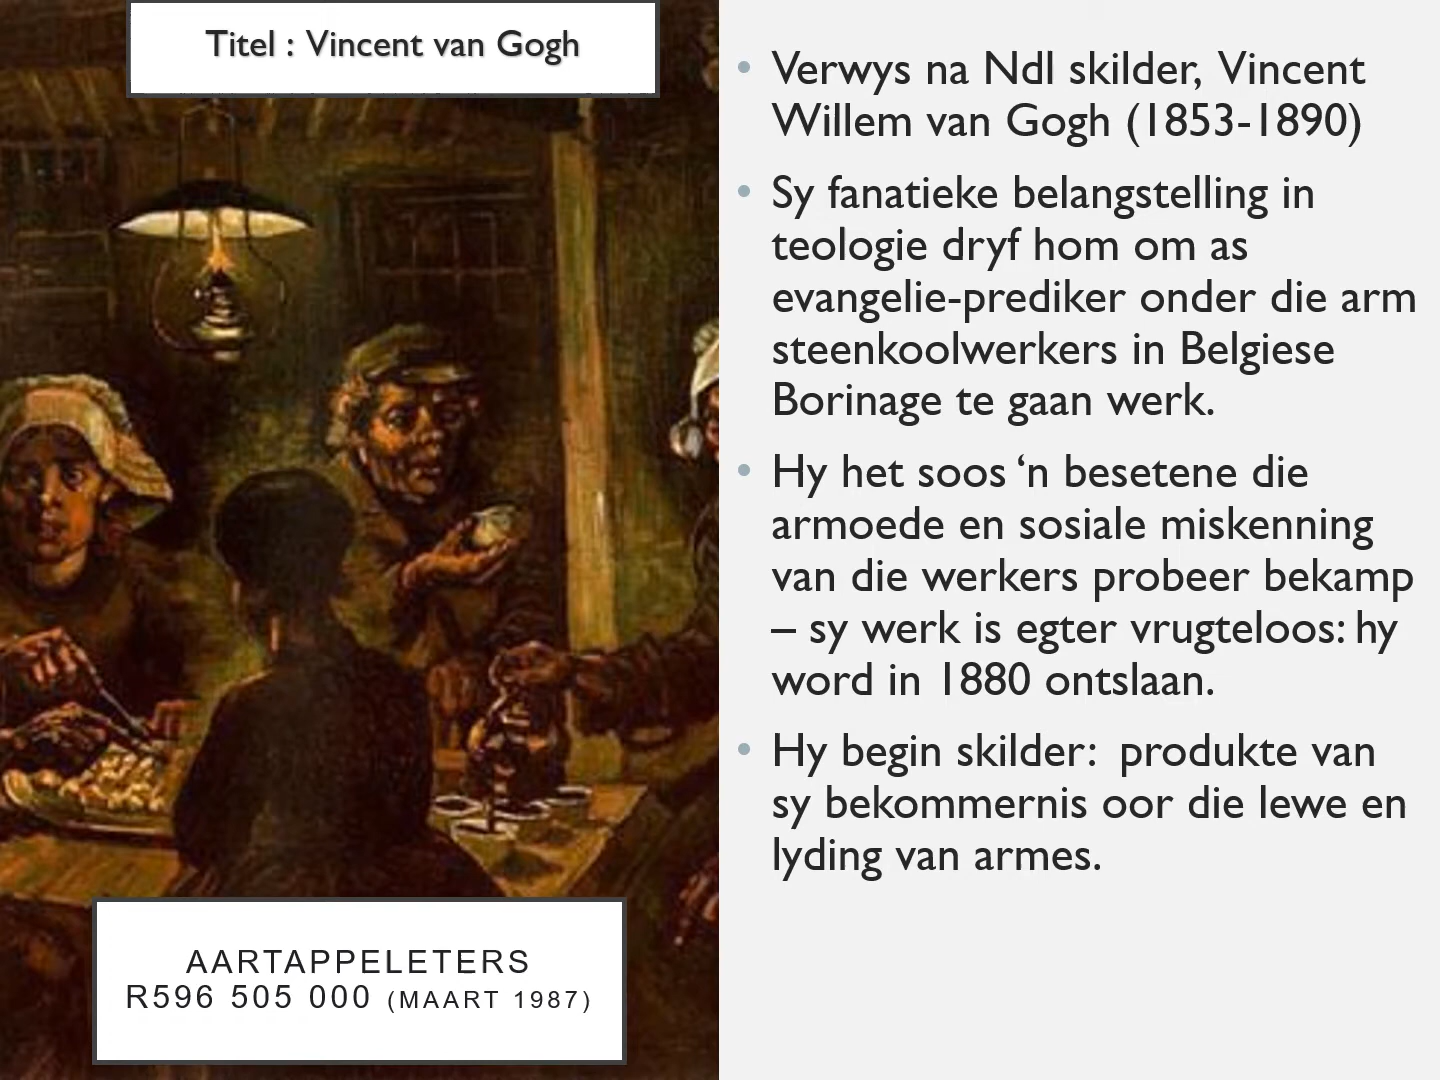 Titel : Vincent van Gogh
AARTAPPELETERS
R596 505 000 (MAART 1987)
• Verwys na Ndl skilder, Vincent
Willem van Gogh (1853-1890)
• Sy fanatieke belangstelling in
teologie dryf hom om as
evangelie-prediker onder die arm
steenkoolwerkers in Belgiese
Borinage te gaan werk.
• Hy het soos ‘n besetene die
armoede en sosiale miskenning
van die werkers probeer bekamp
– sy werk is egter vrugteloos: hy
word in 1880 ontslaan.
• Hy begin skilder: produkte van
sy bekommernis oor die lewe en
lyding van armes.